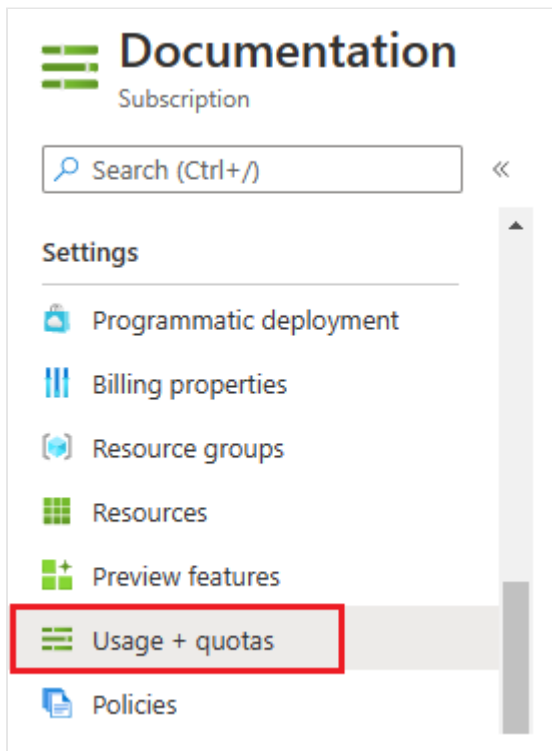 Documentation
Subscription
Search (Ctrl+/)
Settings
Programmatic deployment
Billing properties
Resource groups
Resources
Preview features
Usage + quotas
Policies